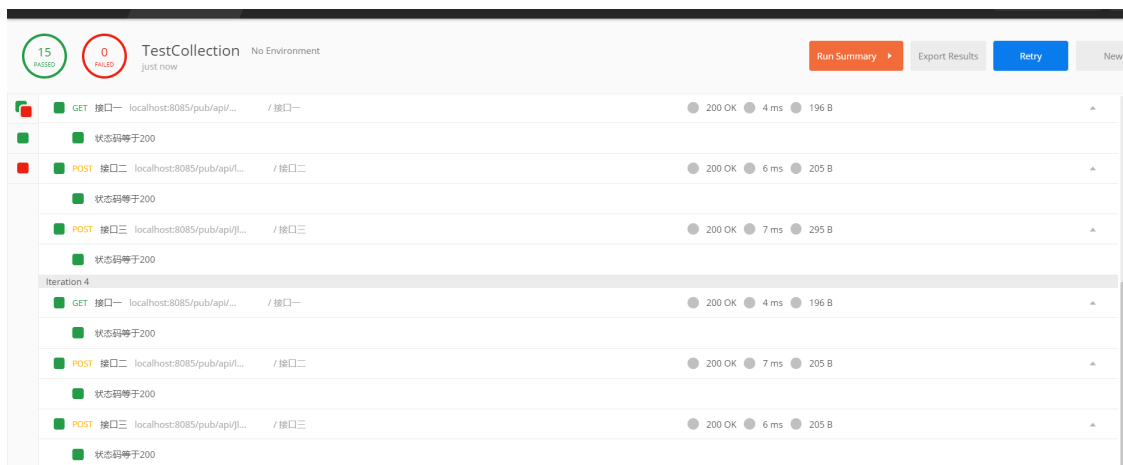 15 PASSED 0 FAILED TestCollection No Environment just now Run Summary Export Results Retry New
GET 接口一 localhost:8085/pub/api/... / 接口一 200 OK 4 ms 196 B
状态码等于200
POST 接口二 localhost:8085/pub/api/l... / 接口二 200 OK 6 ms 205 B
状态码等于200
POST 接口三 localhost:8085/pub/api/Jl... / 接口三 200 OK 7 ms 295 B
状态码等于200
Iteration 4
GET 接口一 localhost:8085/pub/api/... / 接口一 200 OK 4 ms 196 B
状态码等于200
POST 接口二 localhost:8085/pub/api/l... / 接口二 200 OK 7 ms 205 B
状态码等于200
POST 接口三 localhost:8085/pub/api/Jl... / 接口三 200 OK 6 ms 205 B
状态码等于200